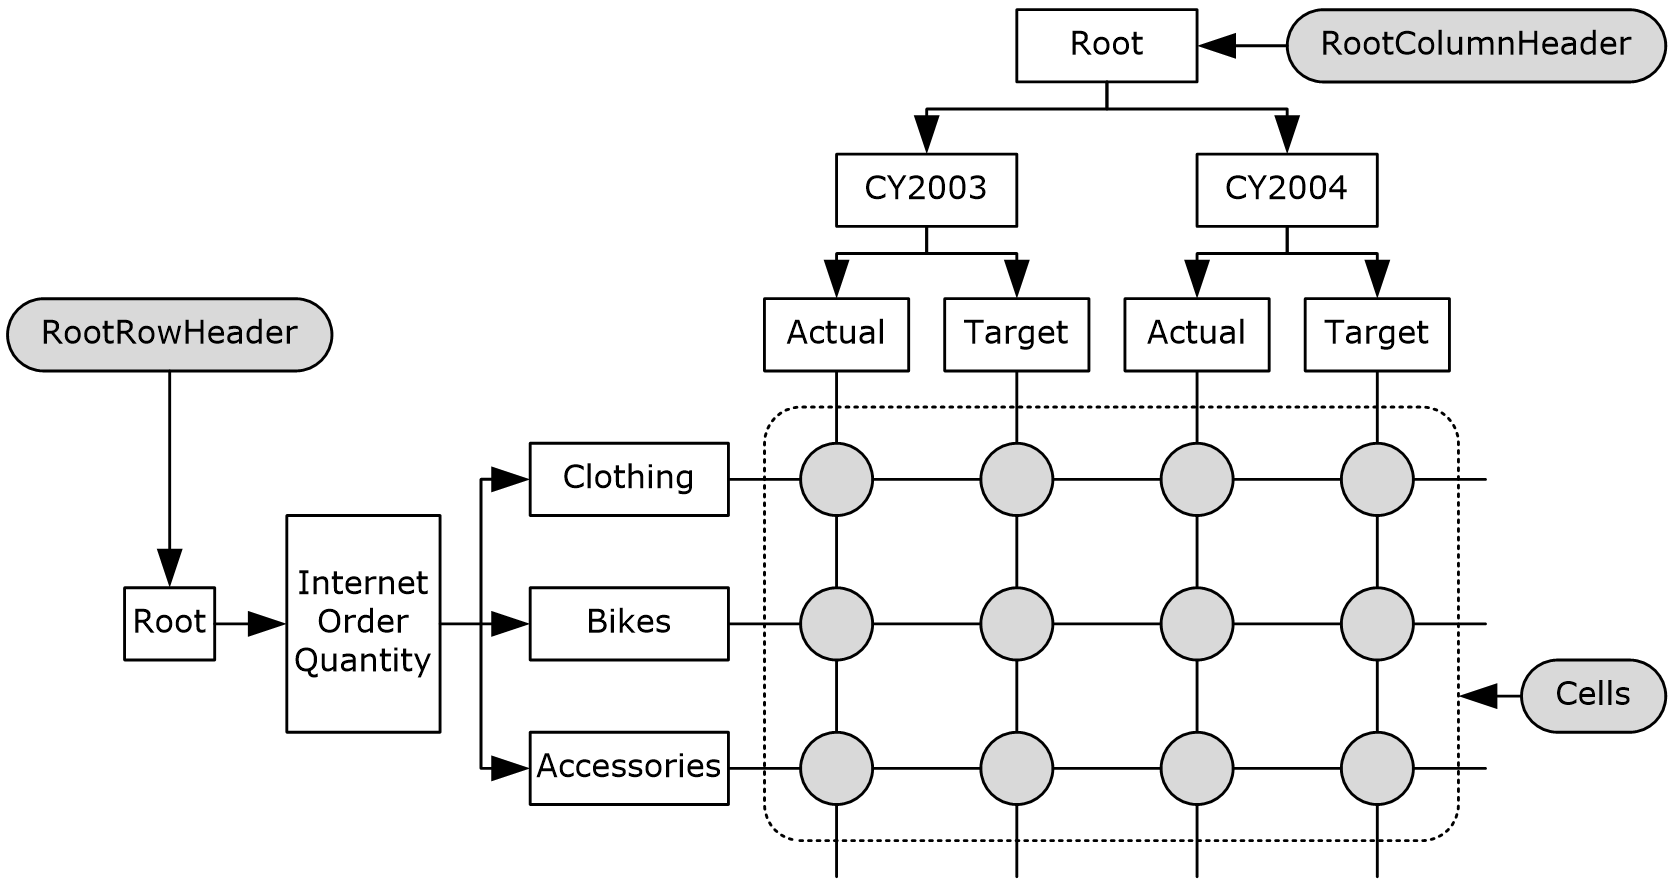 Root
RootColumnHeader
CY2003
CY2004
Actual
Target
Actual
Target
RootRowHeader
Clothing
Internet
Order
Quantity
Root
Bikes
Accessories
Cells